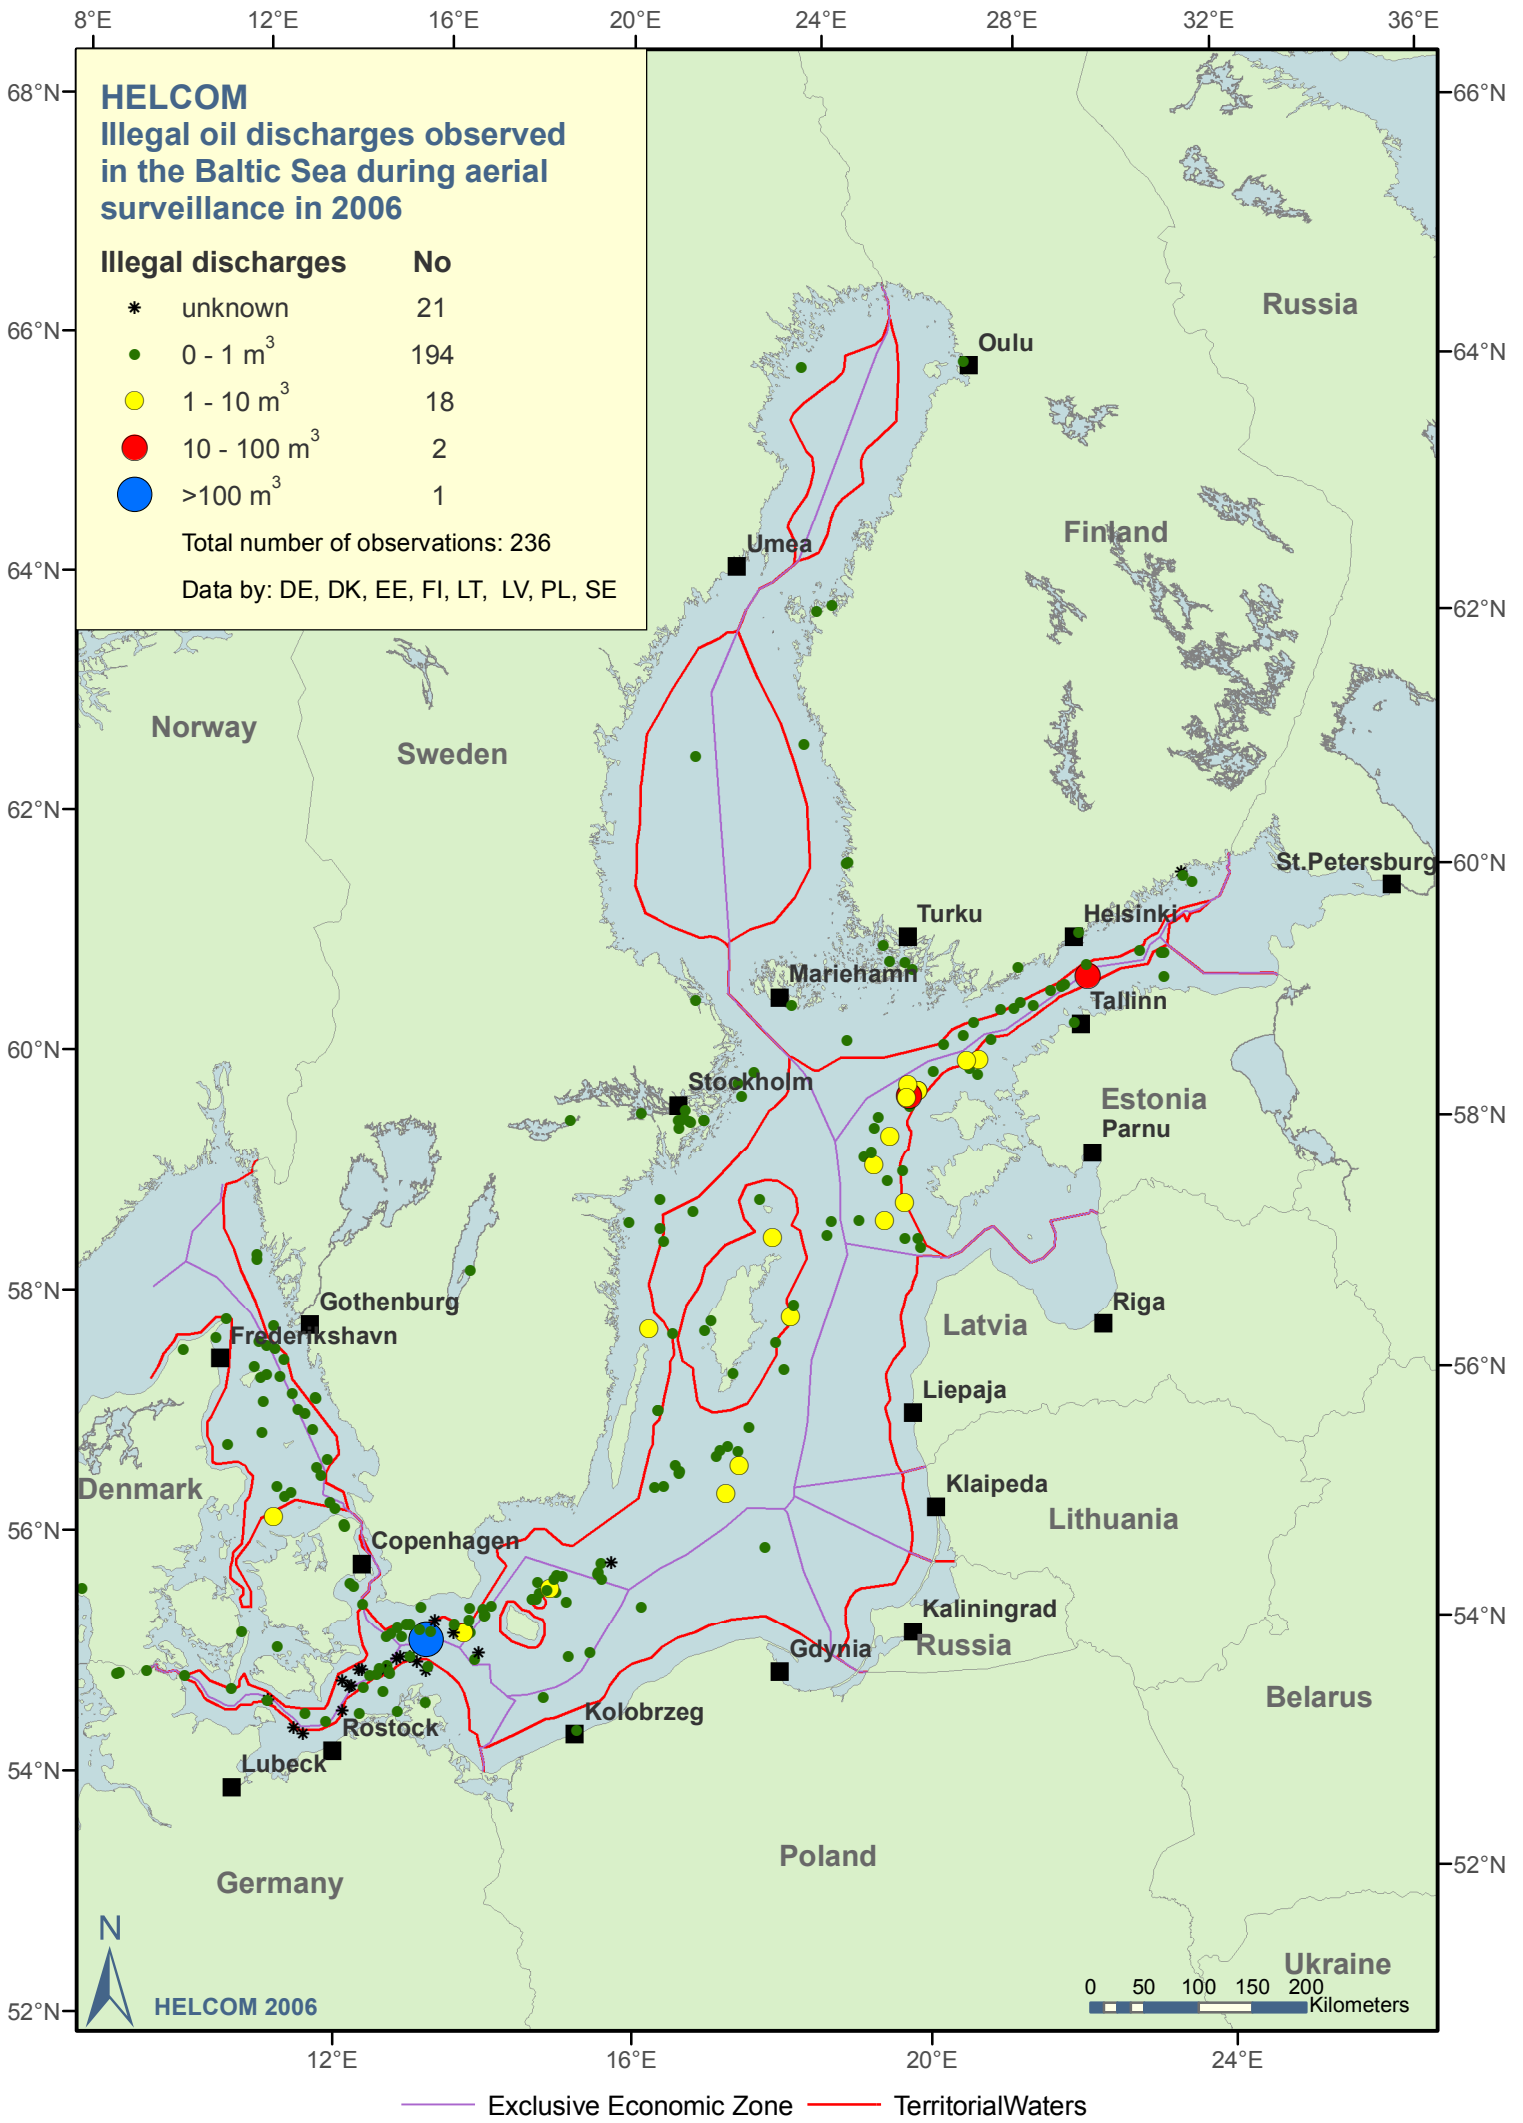 8°E 12°E 16°E 20°E 24°E 28°E 32°E 36°E
HELCOM
Illegal oil discharges observed
in the Baltic Sea during aerial
surveillance in 2006
Illegal discharges No
unknown 21
0 - 1 m³ 194
1 - 10 m³ 18
10 - 100 m³ 2
>100 m³ 1
Total number of observations: 236
Data by: DE, DK, EE, FI, LT, LV, PL, SE
68°N
66°N
64°N
62°N
60°N
58°N
56°N
54°N
52°N
66°N
64°N
62°N
60°N
58°N
56°N
54°N
52°N
Russia
Oulu
Finland
Umea
Norway
Sweden
St.Petersburg
Turku
Helsinki
Mariehamn
Tallinn
Stockholm
Estonia
Parnu
Gothenburg
Riga
Latvia
Frederikshavn
Liepaja
Denmark
Klaipeda
Lithuania
Copenhagen
Kaliningrad
Russia
Gdynia
Belarus
Kolobrzeg
Rostock
Lubeck
Poland
Germany
Ukraine
N
HELCOM 2006
0 50 100 150 200
Kilometers
12°E 16°E 20°E 24°E
Exclusive Economic Zone TerritorialWaters